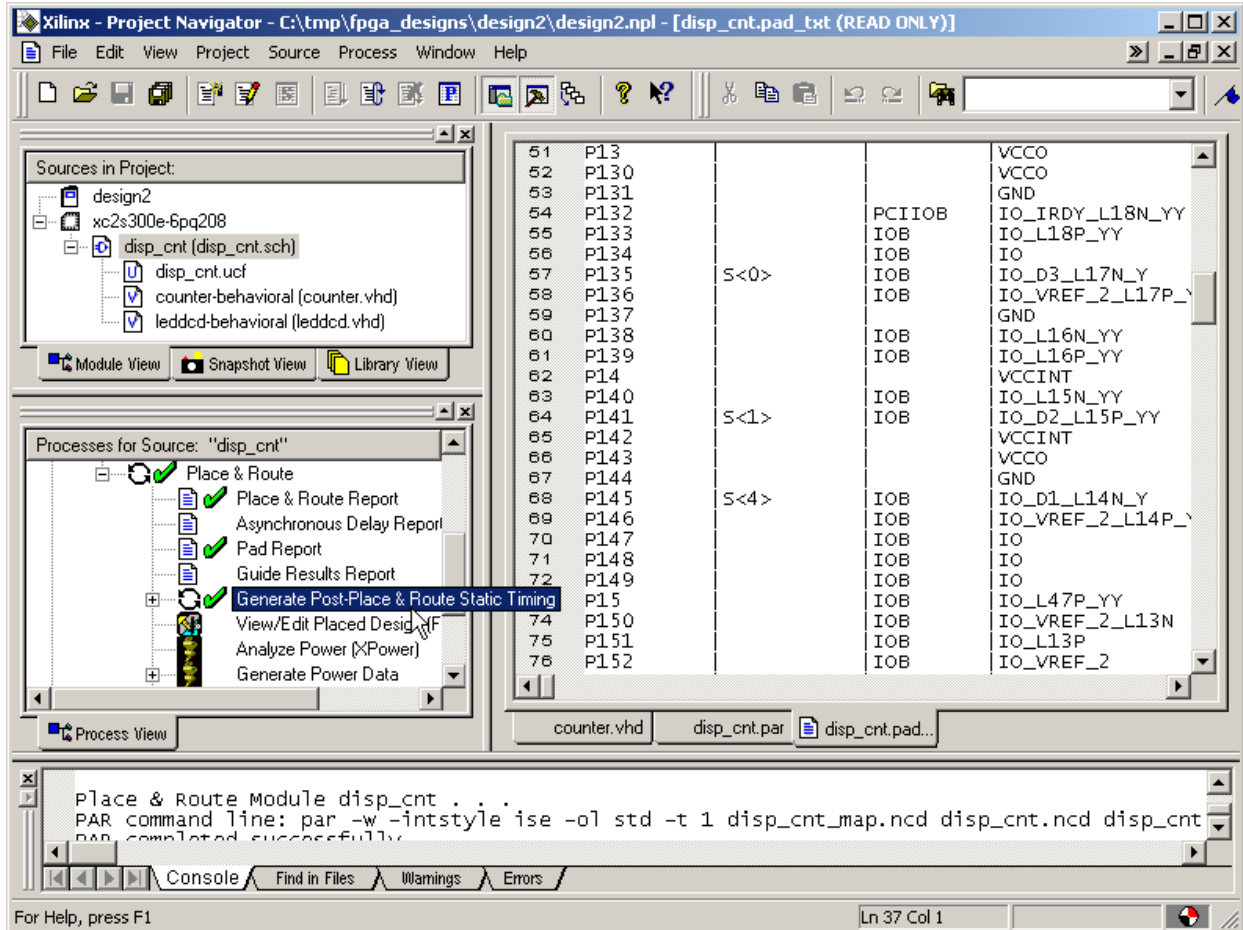 Xilinx - Project Navigator - C:\tmp\fpga_designs\design2\design2.npl - [disp_cnt.pad_txt (READ ONLY)]
File Edit View Project Source Process Window Help
Sources in Project:
design2
xc2s300e-6pq208
disp_cnt (disp_cnt.sch)
disp_cnt.ucf
counter-behavioral (counter.vhd)
leddcd-behavioral (leddcd.vhd)
Module View Snapshot View Library View
Processes for Source: "disp_cnt"
Place & Route
Place & Route Report
Asynchronous Delay Report
Pad Report
Guide Results Report
Generate Post-Place & Route Static Timing
View/Edit Placed Design (F
Analyze Power (XPower)
Generate Power Data
Process View
51 P13 | | |VCCO
52 P130 | | |VCCO
53 P131 | | |GND
54 P132 | |PCIIOB |IO_IRDY_L18N_YY
55 P133 | |IOB |IO_L18P_YY
56 P134 | |IOB |IO
57 P135 |S<0> |IOB |IO_D3_L17N_Y
58 P136 | |IOB |IO_VREF_2_L17P_Y
59 P137 | | |GND
60 P138 | |IOB |IO_L16N_YY
61 P139 | |IOB |IO_L16P_YY
62 P14 | | |VCCINT
63 P140 | |IOB |IO_L15N_YY
64 P141 |S<1> |IOB |IO_D2_L15P_YY
65 P142 | | |VCCINT
66 P143 | | |VCCO
67 P144 | | |GND
68 P145 |S<4> |IOB |IO_D1_L14N_Y
69 P146 | |IOB |IO_VREF_2_L14P_Y
70 P147 | |IOB |IO
71 P148 | |IOB |IO
72 P149 | |IOB |IO
P15 | |IOB |IO_L47P_YY
74 P150 | |IOB |IO_VREF_2_L13N
75 P151 | |IOB |IO_L13P
76 P152 | |IOB |IO_VREF_2
counter.vhd disp_cnt.par disp_cnt.pad...
Place & Route Module disp_cnt . . .
PAR command line: par -w -intstyle ise -ol std -t 1 disp_cnt_map.ncd disp_cnt.ncd disp_cnt
PAR completed successfully
Console Find in Files Warnings Errors
For Help, press F1 Ln 37 Col 1